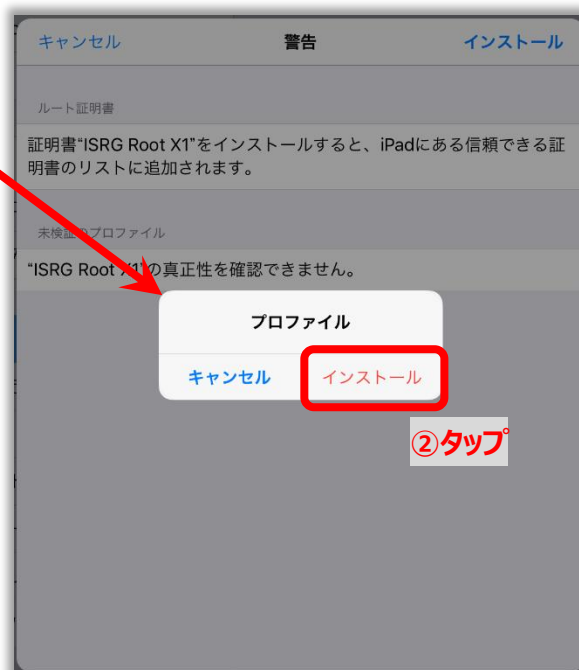 キャンセル 警告 インストール
ルート証明書
証明書“ISRG Root X1”をインストールすると、iPadにある信頼できる証
明書のリストに追加されます。
未検証のプロファイル
“ISRG Root X1”の真正性を確認できません。
プロファイル
キャンセル インストール
②タップ